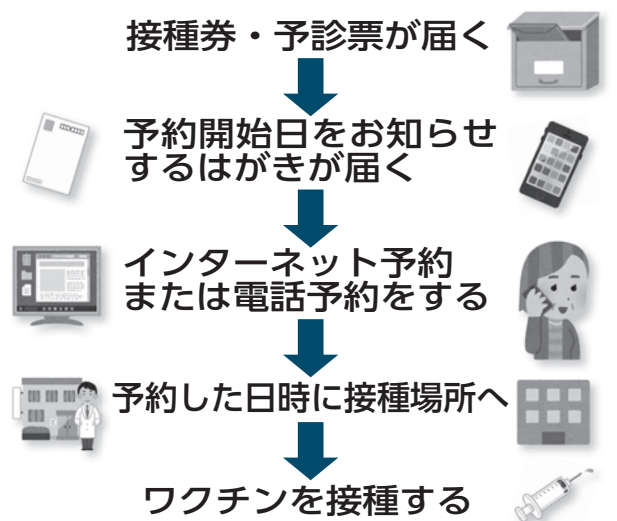 接種券・予診票が届く
予約開始日をお知らせ
するはがきが届く
インターネット予約
または電話予約をする
予約した日時に接種場所へ
ワクチンを接種する